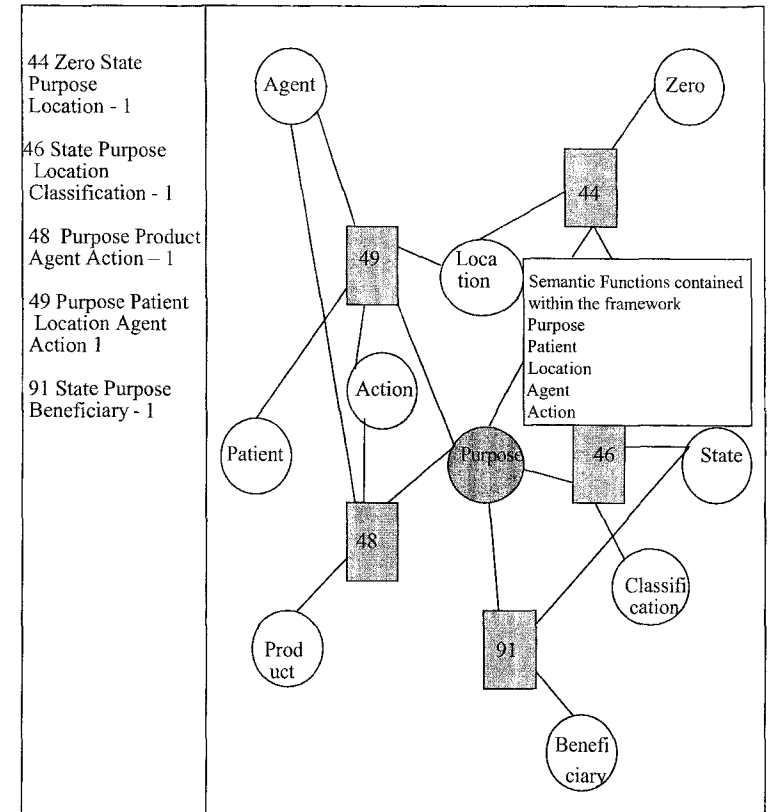 44 Zero State
Purpose
Location - 1
46 State Purpose
Location
Classification - 1
48 Purpose Product
Agent Action – 1
49 Purpose Patient
Location Agent
Action 1
91 State Purpose
Beneficiary - 1
Agent
Zero
44
49
Loca
tion
Semantic Functions contained
within the framework
Purpose
Patient
Location
Agent
Action
Action
Patient
Purpose
46
State
48
Classifi
cation
Prod
uct
91
Benefi
ciary